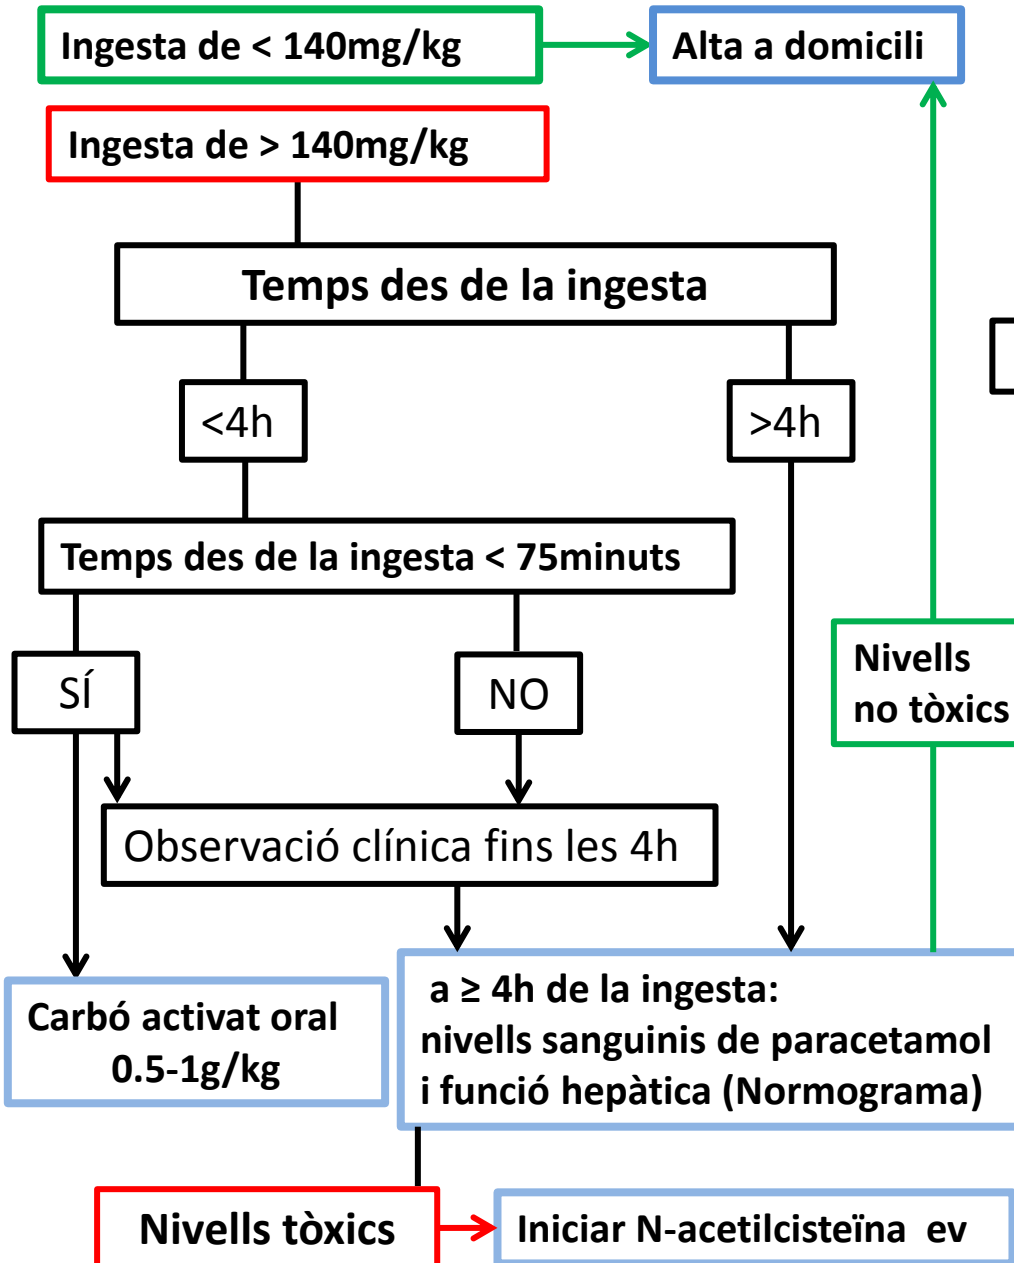 Ingesta de < 140mg/kg
Alta a domicili
Ingesta de > 140mg/kg
Temps des de la ingesta
<4h
>4h
Temps des de la ingesta < 75minuts
SÍ
NO
Nivells
no tòxics
Observació clínica fins les 4h
Carbó activat oral
0.5-1g/kg
a ≥ 4h de la ingesta:
nivells sanguinis de paracetamol
i funció hepàtica (Normograma)
Nivells tòxics
Iniciar N-acetilcisteïna ev